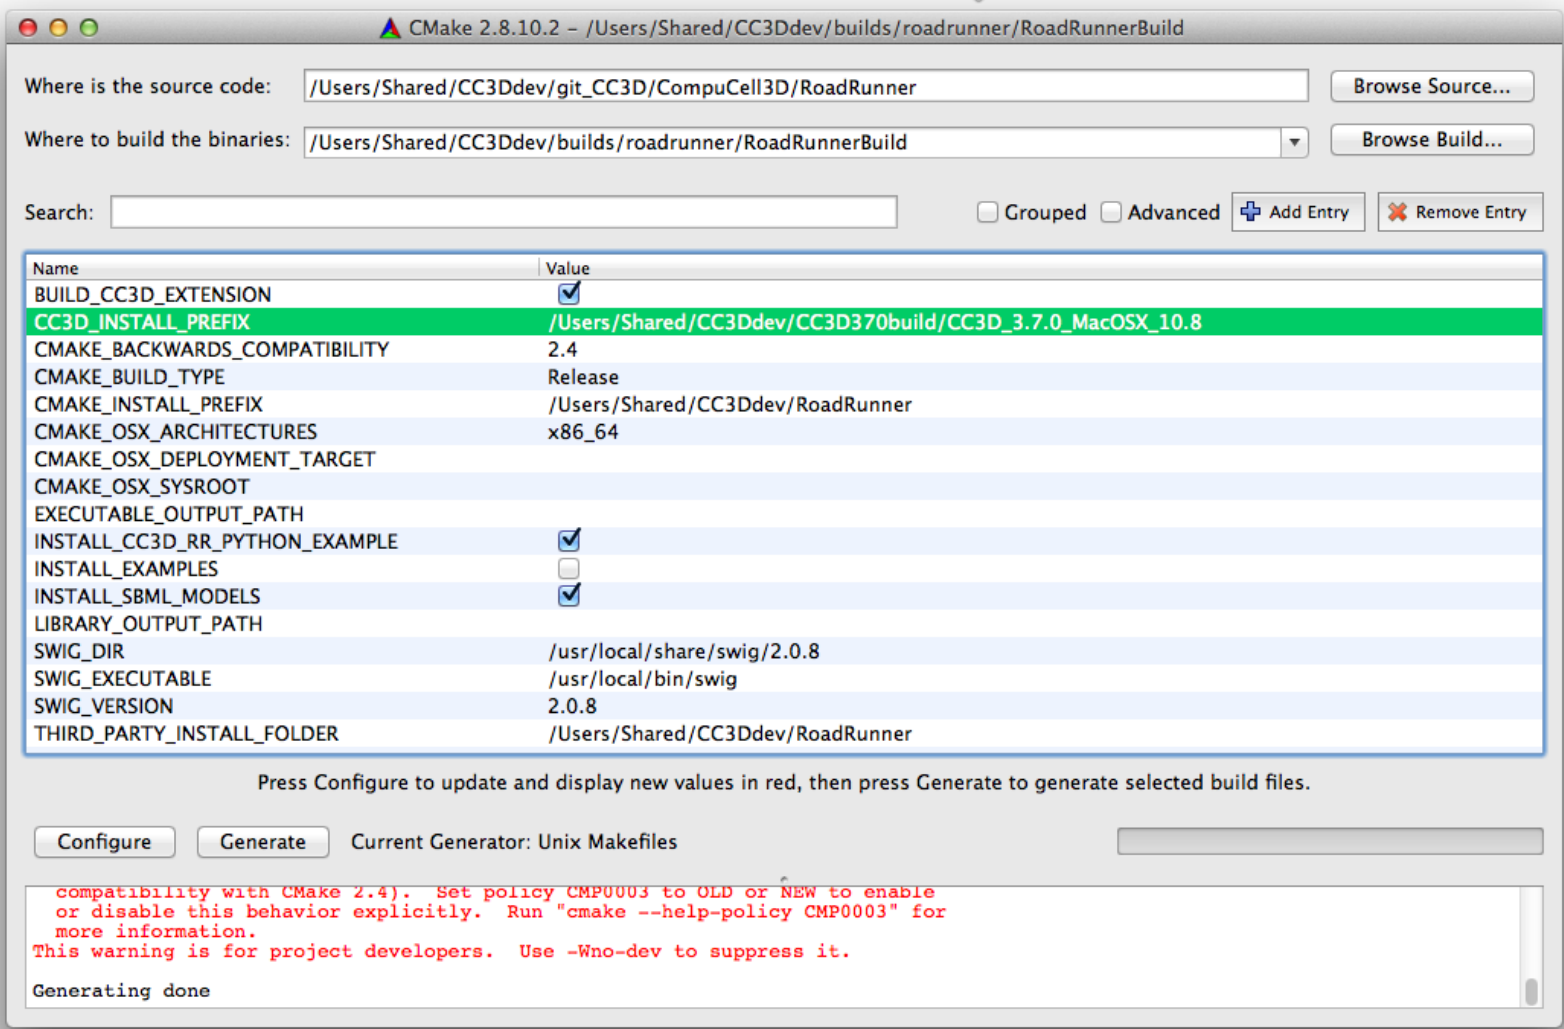 CMake 2.8.10.2 – /Users/Shared/CC3Ddev/builds/roadrunner/RoadRunnerBuild
Where is the source code: /Users/Shared/CC3Ddev/git_CC3D/CompuCell3D/RoadRunner Browse Source...
Where to build the binaries: /Users/Shared/CC3Ddev/builds/roadrunner/RoadRunnerBuild Browse Build...
Search: Grouped Advanced Add Entry Remove Entry
Name Value
BUILD_CC3D_EXTENSION
CC3D_INSTALL_PREFIX /Users/Shared/CC3Ddev/CC3D370build/CC3D_3.7.0_MacOSX_10.8
CMAKE_BACKWARDS_COMPATIBILITY 2.4
CMAKE_BUILD_TYPE Release
CMAKE_INSTALL_PREFIX /Users/Shared/CC3Ddev/RoadRunner
CMAKE_OSX_ARCHITECTURES x86_64
CMAKE_OSX_DEPLOYMENT_TARGET
CMAKE_OSX_SYSROOT
EXECUTABLE_OUTPUT_PATH
INSTALL_CC3D_RR_PYTHON_EXAMPLE
INSTALL_EXAMPLES
INSTALL_SBML_MODELS
LIBRARY_OUTPUT_PATH
SWIG_DIR /usr/local/share/swig/2.0.8
SWIG_EXECUTABLE /usr/local/bin/swig
SWIG_VERSION 2.0.8
THIRD_PARTY_INSTALL_FOLDER /Users/Shared/CC3Ddev/RoadRunner
Press Configure to update and display new values in red, then press Generate to generate selected build files.
Configure Generate Current Generator: Unix Makefiles
compatibility with CMake 2.4). Set policy CMP0003 to OLD or NEW to enable
or disable this behavior explicitly. Run "cmake --help-policy CMP0003" for
more information.
This warning is for project developers. Use -Wno-dev to suppress it.
Generating done